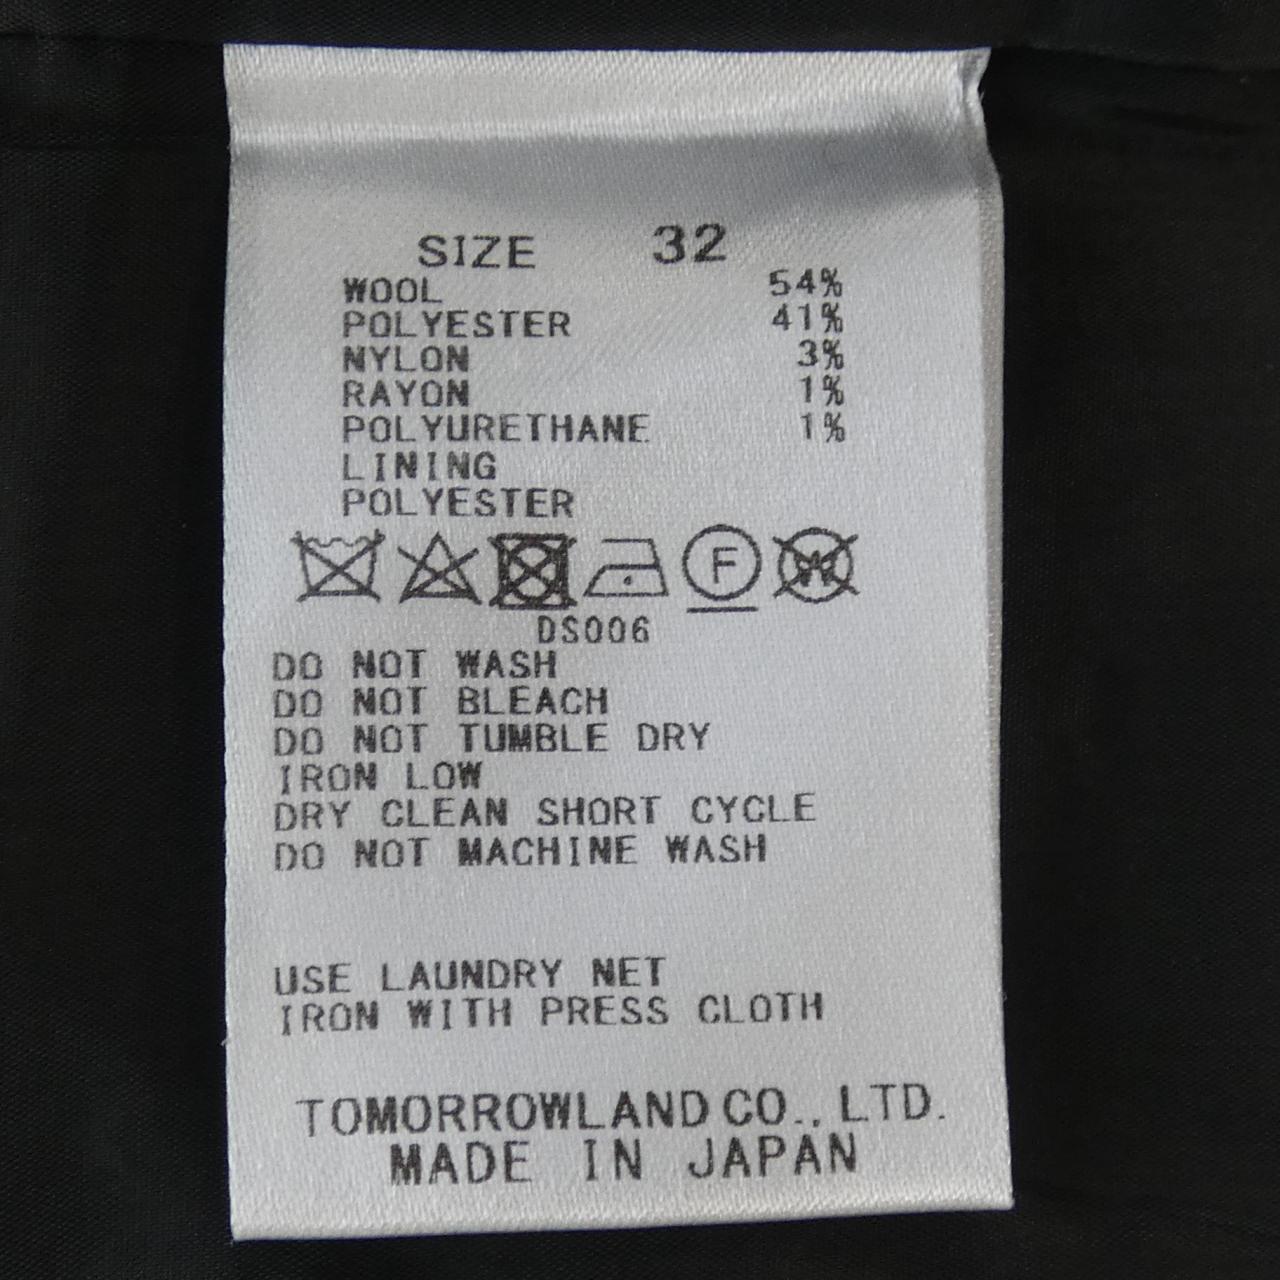 SIZE 32
WOOL 54%
POLYESTER 41%
NYLON 3%
RAYON 1%
POLYURETHANE 1%
LINING
POLYESTER
F W
DS006
DO NOT WASH
DO NOT BLEACH
DO NOT TUMBLE DRY
IRON LOW
DRY CLEAN SHORT CYCLE
DO NOT MACHINE WASH
USE LAUNDRY NET
IRON WITH PRESS CLOTH
TOMORROWLAND CO., LTD.
MADE IN JAPAN